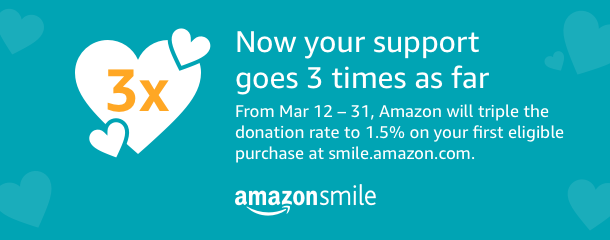 3x
Now your support
goes 3 times as far
From Mar 12 – 31, Amazon will triple the
donation rate to 1.5% on your first eligible
purchase at smile.amazon.com.
amazonsmile